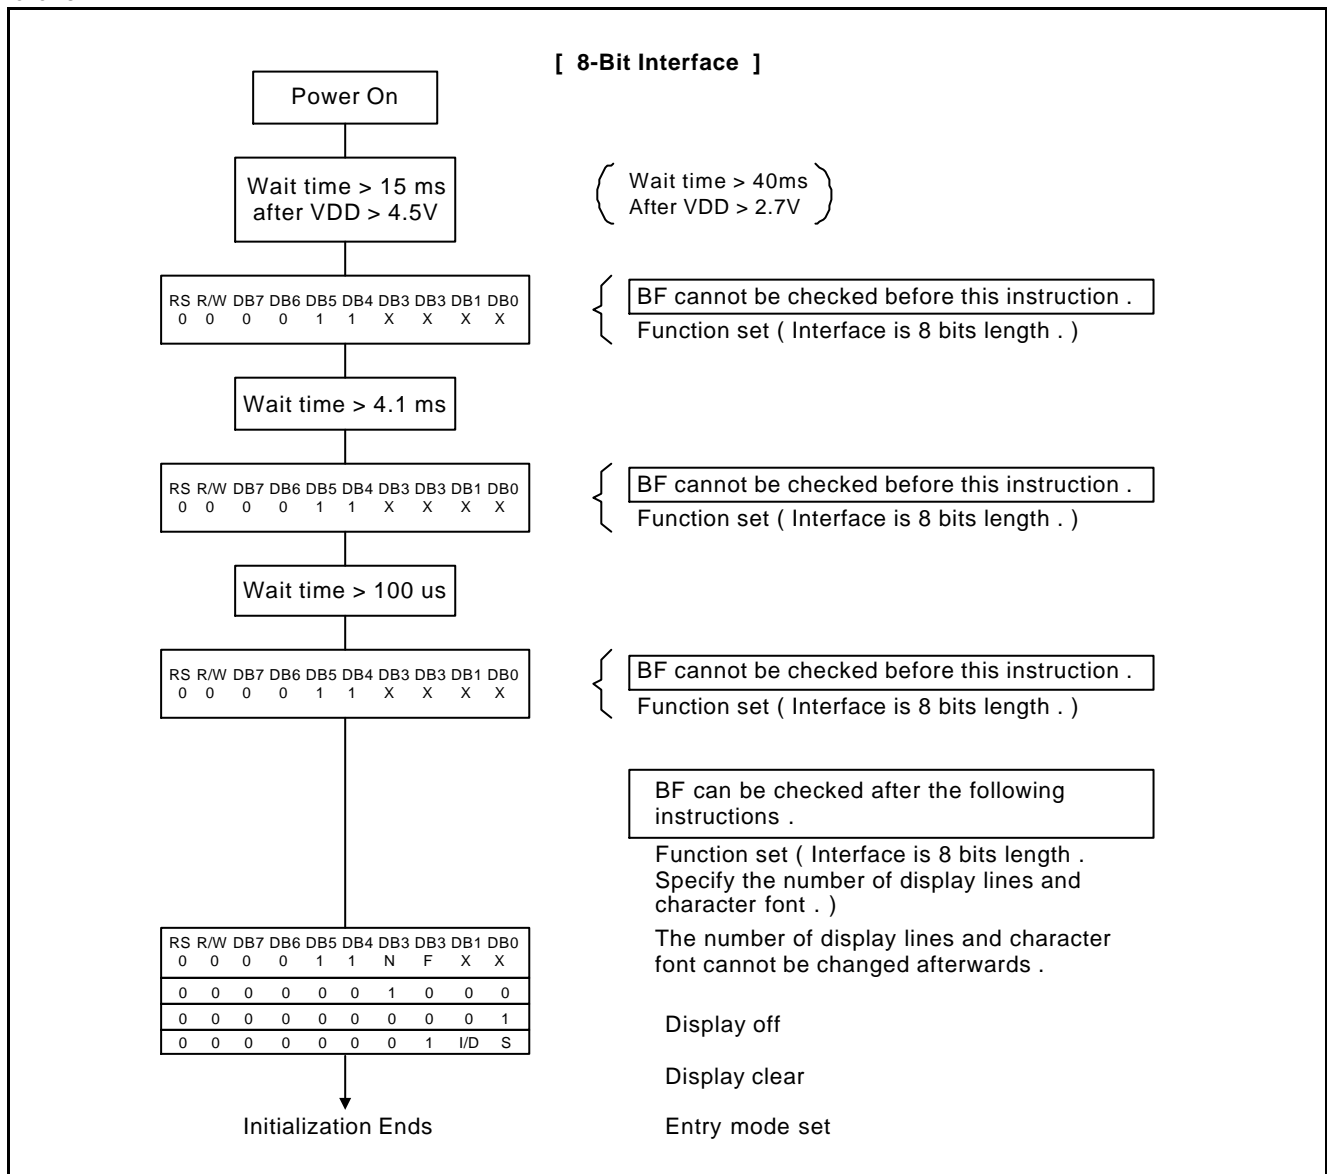 [ 8-Bit Interface ]
Power On
Wait time > 15 ms
after VDD > 4.5V
Wait time > 40ms
After VDD > 2.7V
RS R/W DB7 DB6 DB5 DB4 DB3 DB3 DB1 DB0
0 0 0 0 1 1 X X X X
BF cannot be checked before this instruction .
Function set ( Interface is 8 bits length . )
Wait time > 4.1 ms
RS R/W DB7 DB6 DB5 DB4 DB3 DB3 DB1 DB0
0 0 0 0 1 1 X X X X
BF cannot be checked before this instruction .
Function set ( Interface is 8 bits length . )
Wait time > 100 us
RS R/W DB7 DB6 DB5 DB4 DB3 DB3 DB1 DB0
0 0 0 0 1 1 X X X X
BF cannot be checked before this instruction .
Function set ( Interface is 8 bits length . )
BF can be checked after the following
instructions .
Function set ( Interface is 8 bits length .
Specify the number of display lines and
character font . )
The number of display lines and character
font cannot be changed afterwards .
RS R/W DB7 DB6 DB5 DB4 DB3 DB3 DB1 DB0
0 0 0 0 1 1 N F X X
0 0 0 0 0 0 1 0 0 0
0 0 0 0 0 0 0 0 0 1
0 0 0 0 0 0 0 1 I/D S
Display off
Display clear
Initialization Ends
Entry mode set